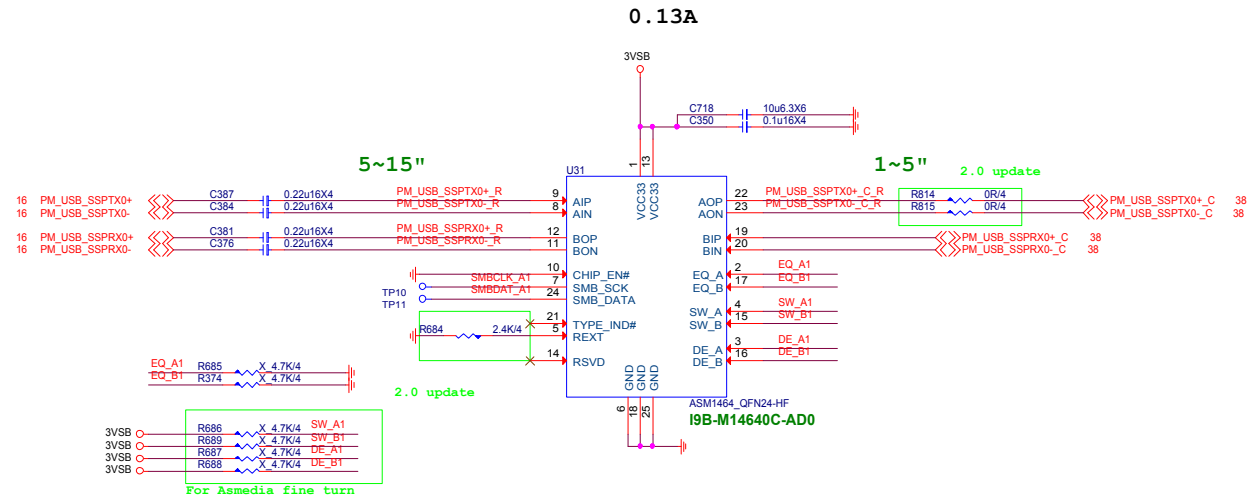 0.13A
3VSB
C718 10u6.3X6
C350 0.1u16X4
5~15" 1~5"
2.0 update
U31
1 13
VCC33 VCC33
16 PM_USB_SSPTX0+ C387 0.22u16X4 PM_USB_SSPTX0+_R 9 AIP
16 PM_USB_SSPTX0- C384 0.22u16X4 PM_USB_SSPTX0-_R 8 AIN
16 PM_USB_SSPRX0+ C381 0.22u16X4 PM_USB_SSPRX0+_R 12 BOP
16 PM_USB_SSPRX0- C376 0.22u16X4 PM_USB_SSPRX0-_R 11 BON
AOP 22 PM_USB_SSPTX0+_C_R R814 0R/4 PM_USB_SSPTX0+_C 38
AON 23 PM_USB_SSPTX0-_C_R R815 0R/4 PM_USB_SSPTX0-_C 38
BIP 19 PM_USB_SSPRX0+_C 38
BIN 20 PM_USB_SSPRX0-_C 38
10 CHIP_EN#
SMBCLK_A1 7 SMB_SCK
TP10
SMBDAT_A1 24 SMB_DATA
TP11
21 TYPE_IND#
R684 2.4K/4 5 REXT
14 RSVD
EQ_A 2 EQ_A1
EQ_B 17 EQ_B1
SW_A 4 SW_A1
SW_B 15 SW_B1
DE_A 3 DE_A1
DE_B 16 DE_B1
GND GND GND
6 18 25
ASM1464_QFN24-HF
I9B-M14640C-AD0
2.0 update
EQ_A1 R685 X_4.7K/4
EQ_B1 R374 X_4.7K/4
3VSB R686 X_4.7K/4 SW_A1
3VSB R689 X_4.7K/4 SW_B1
3VSB R687 X_4.7K/4 DE_A1
3VSB R688 X_4.7K/4 DE_B1
For Asmedia fine turn